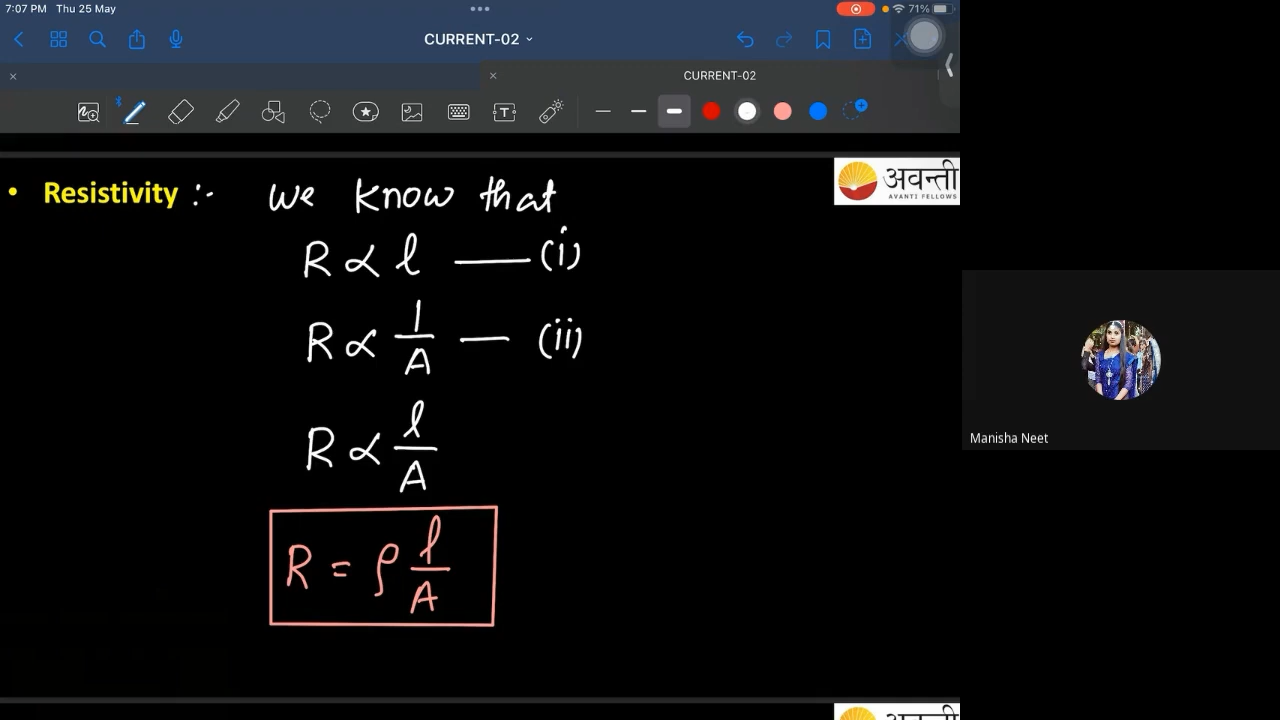 7:07 PM Thu 25 May
71%
CURRENT-02
CURRENT-02
• Resistivity :- we know that
अवन्ती
AVANTI FELLOWS
R ∝ l —— (i)
R ∝ 1/A — (ii)
R ∝ l/A
R = ρ l/A
Manisha Neet
अवन्ती